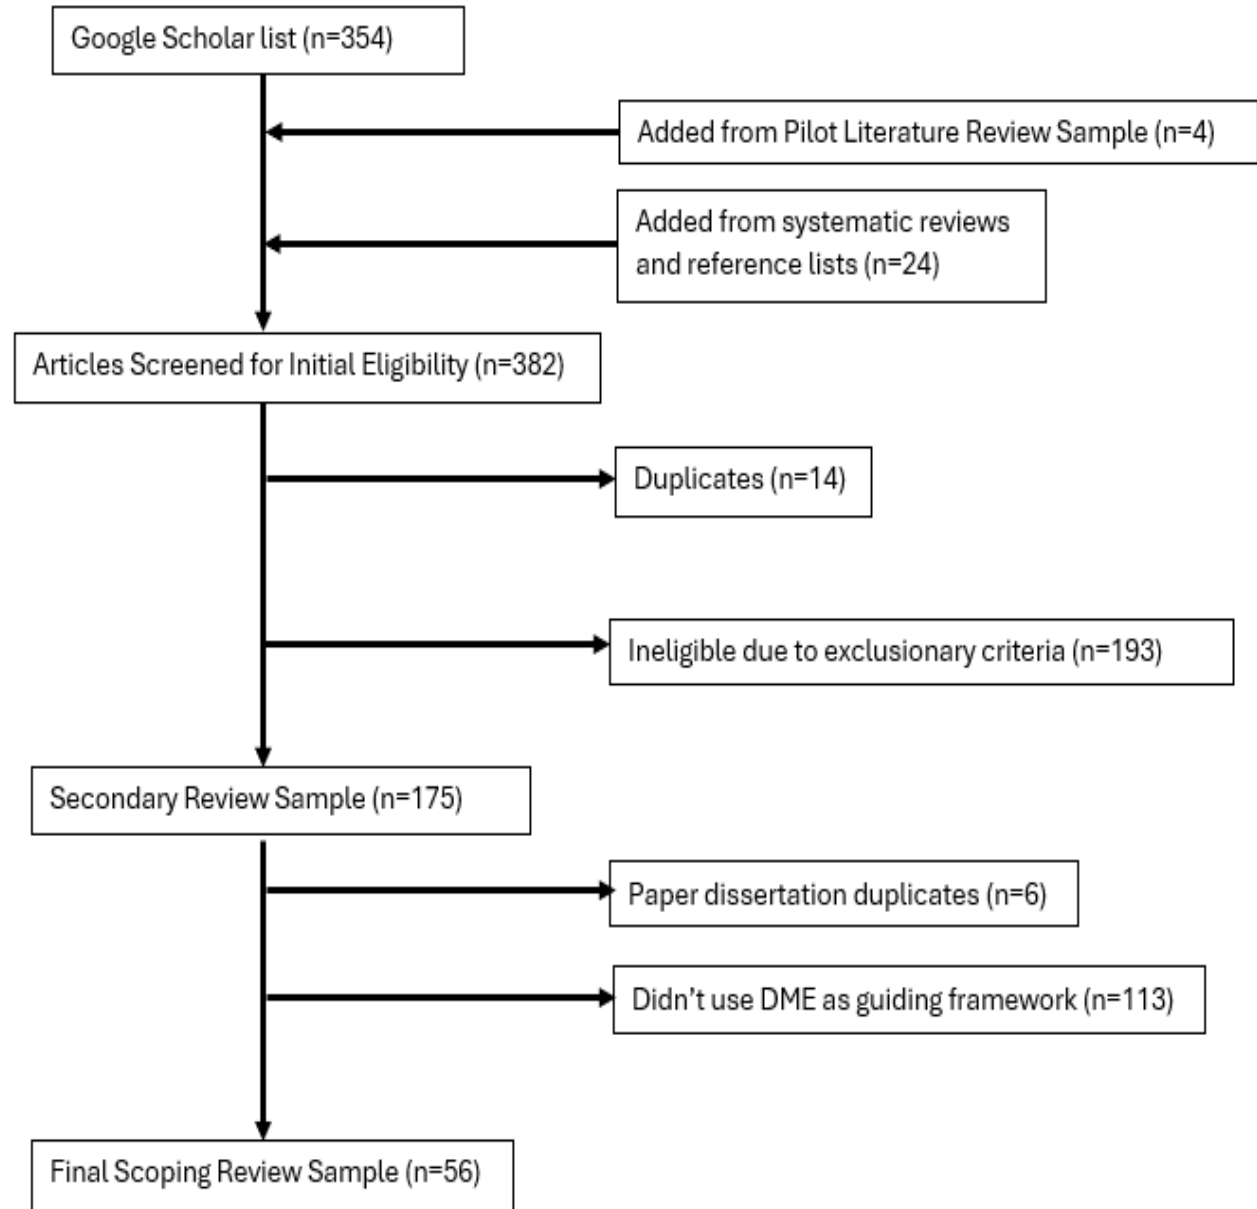 Google Scholar list (n=354)
Added from Pilot Literature Review Sample (n=4)
Added from systematic reviews
and reference lists (n=24)
Articles Screened for Initial Eligibility (n=382)
Duplicates (n=14)
Ineligible due to exclusionary criteria (n=193)
Secondary Review Sample (n=175)
Paper dissertation duplicates (n=6)
Didn’t use DME as guiding framework (n=113)
Final Scoping Review Sample (n=56)